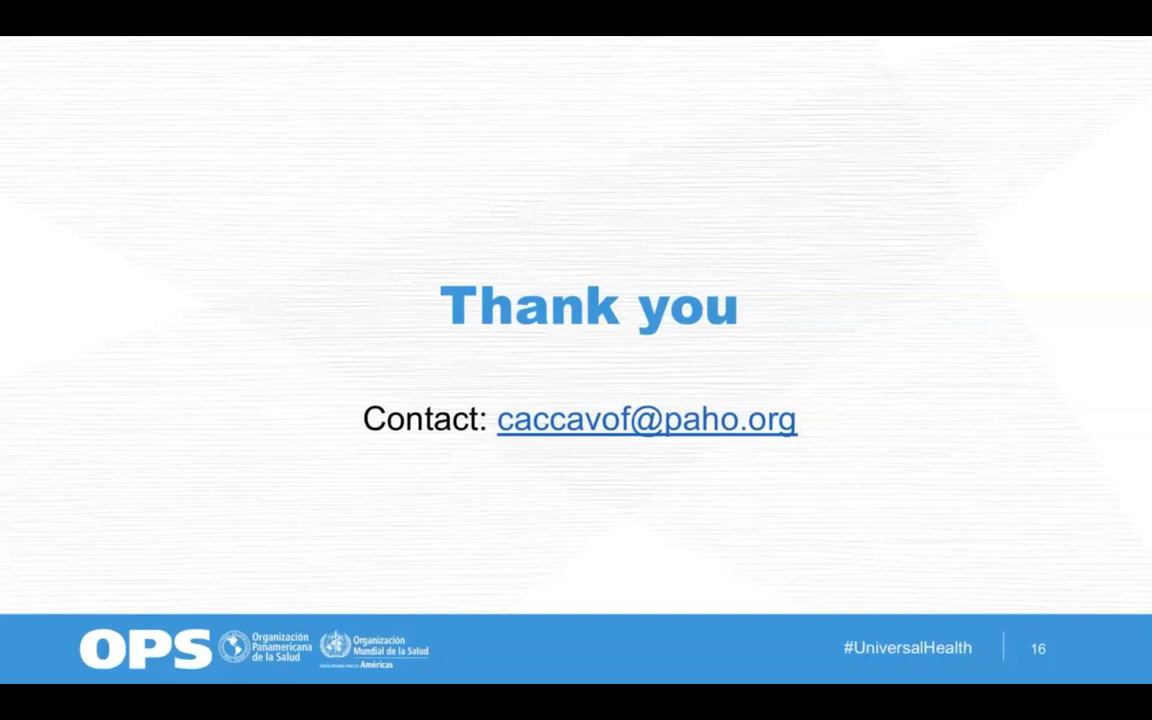 Thank you
Contact: caccavof@paho.org
OPS
Organización
Panamericana
de la Salud
Organización
Mundial de la Salud
Américas
#UniversalHealth
16